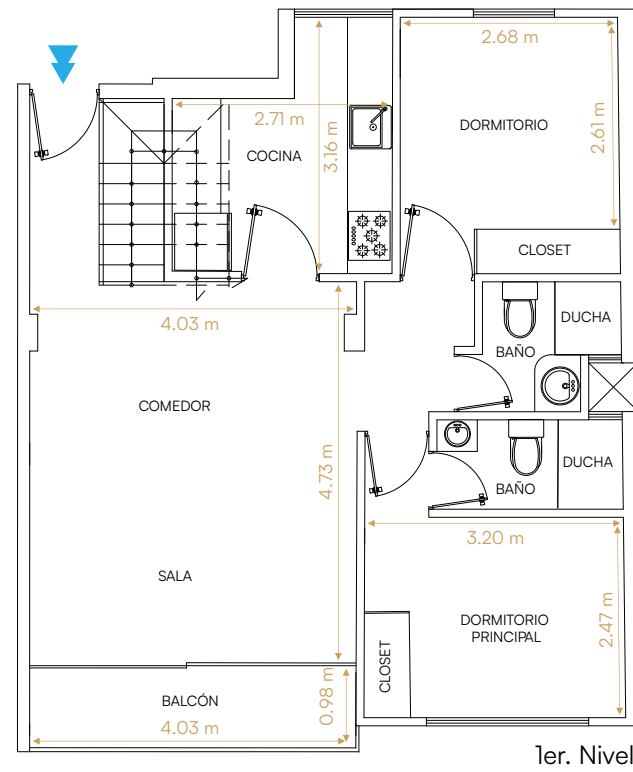 2.68 m
2.71 m
3.16 m
2.61 m
DORMITORIO
COCINA
CLOSET
4.03 m
DUCHA
BAÑO
COMEDOR
4.73 m
DUCHA
BAÑO
3.20 m
SALA
2.47 m
DORMITORIO
PRINCIPAL
CLOSET
BALCÓN
0.98 m
4.03 m
1er. Nivel